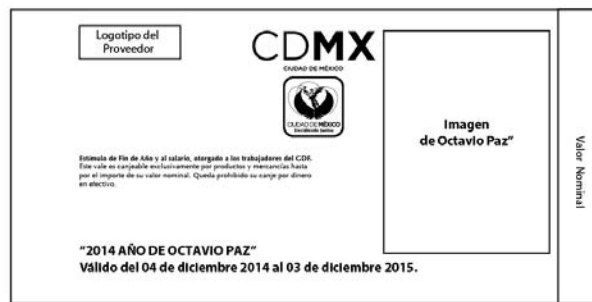 Logotipo del
Proveedor
CDMX
CIUDAD DE MÉXICO
CIUDAD DE MÉXICO
Decidiendo Juntos
Imagen
de Octavio Paz”
Valor Nominal
Estímulo de Fin de Año y al salario, otorgado a los trabajadores del GDF.
Este vale es canjeable exclusivamente por productos y mercancías hasta
por el importe de su valor nominal. Queda prohibido su canje por dinero
en efectivo.
“2014 AÑO DE OCTAVIO PAZ”
Válido del 04 de diciembre 2014 al 03 de diciembre 2015.